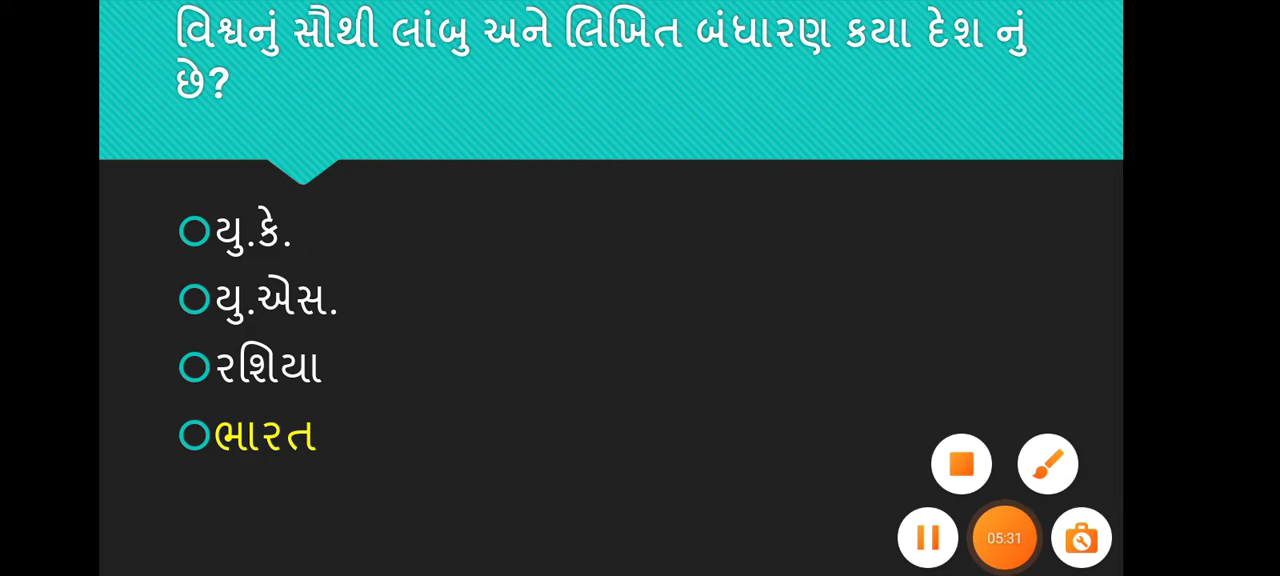 વિશ્વનું સૌથી લાંબુ અને લિખિત બંધારણ કયા દેશ નું
છે?
યુ.કે.
યુ.એસ.
રશિયા
ભારત
05:31